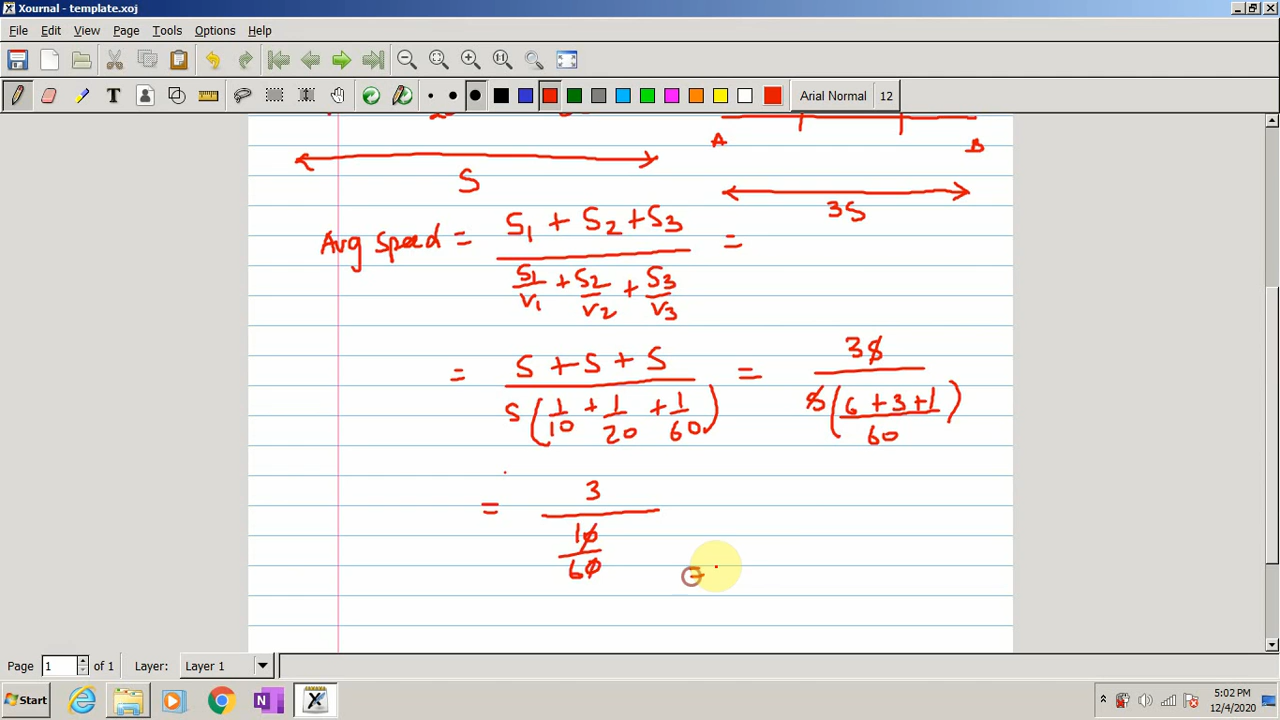 Xournal - template.xoj
File Edit View Page Tools Options Help
Arial Normal 12
A B
S 3S
Avg Speed = S1 + S2 + S3 / S1/V1 + S2/V2 + S3/V3 =
= S + S + S / S(1/10 + 1/20 + 1/60) = 3S / S(6 + 3 + 1 / 60)
= 3 / 10/60 =
Page 1 of 1 Layer: Layer 1
Start 5:02 PM
12/4/2020